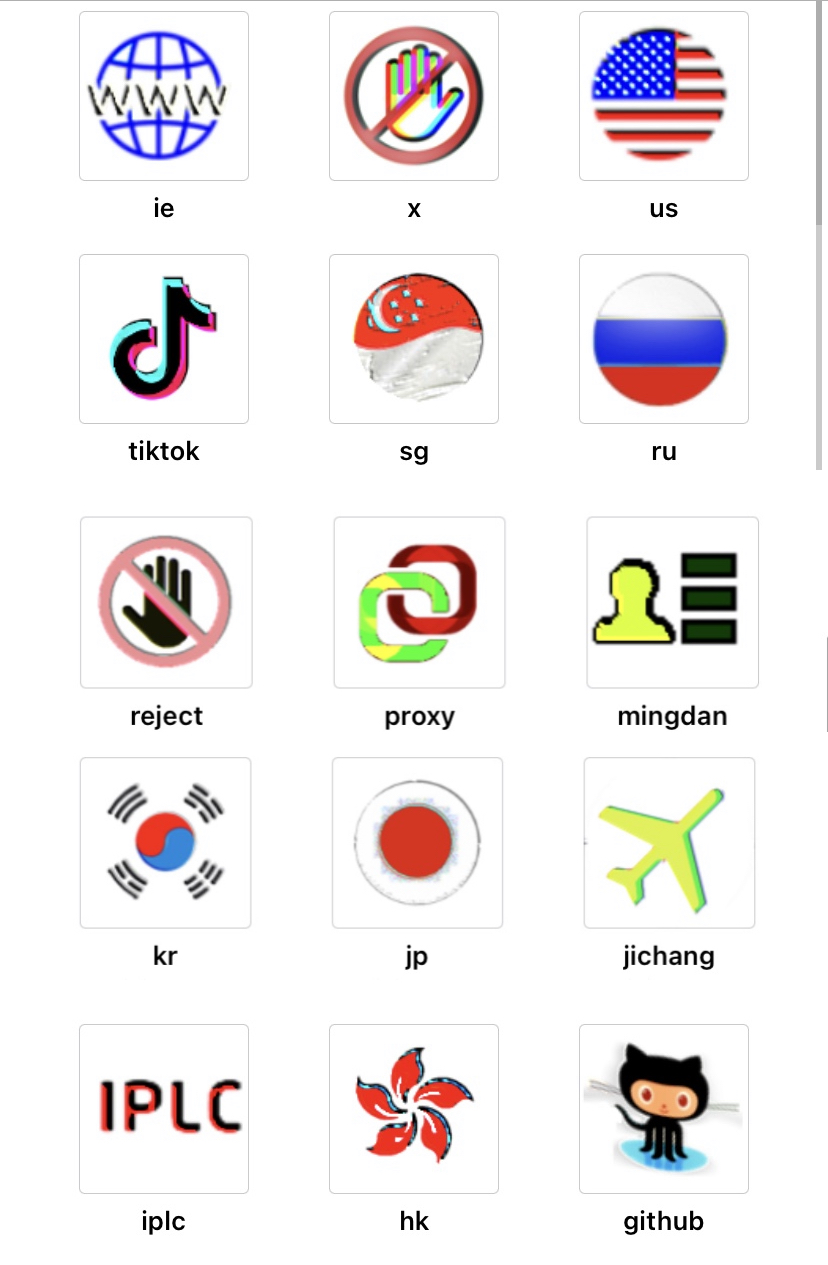 WWW
ie
x
us
tiktok
sg
ru
reject
proxy
mingdan
kr
jp
jichang
IPLC
iplc
hk
github